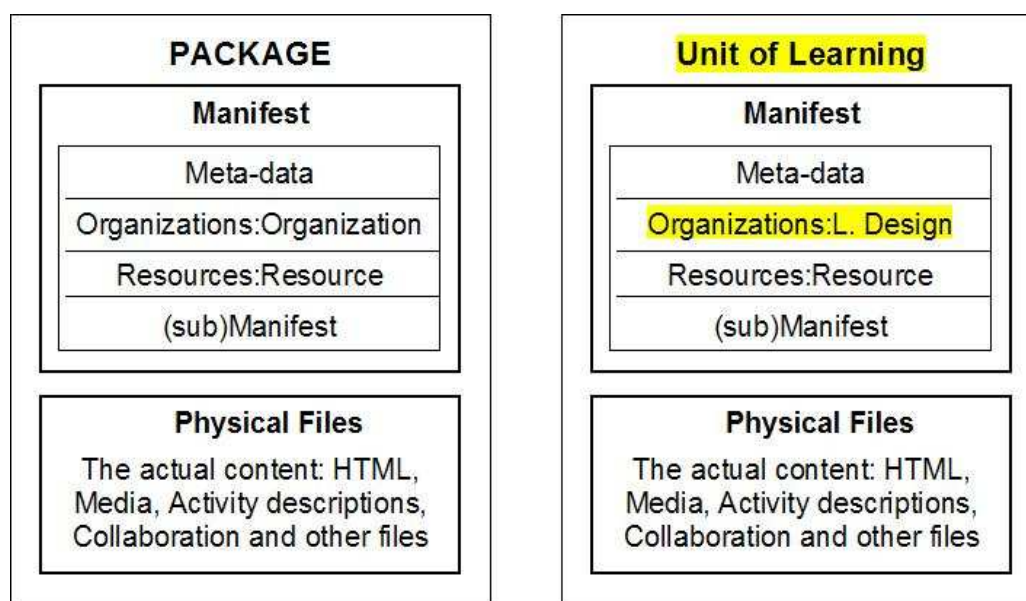 PACKAGE
Manifest
Meta-data
Organizations:Organization
Resources:Resource
(sub)Manifest
Physical Files
The actual content: HTML,
Media, Activity descriptions,
Collaboration and other files
Unit of Learning
Manifest
Meta-data
Organizations:L. Design
Resources:Resource
(sub)Manifest
Physical Files
The actual content: HTML,
Media, Activity descriptions,
Collaboration and other files